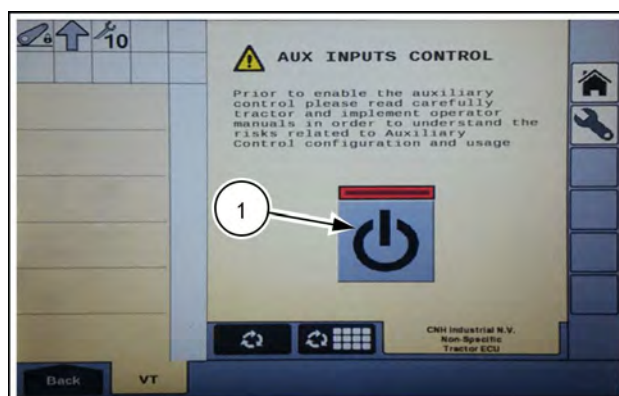 10
AUX INPUTS CONTROL
Prior to enable the auxiliary
control please read carefully
tractor and implement operator
manuals in order to understand the
risks related to Auxiliary
Control configuration and usage
1
CNH Industrial N.V.
Non-Specific
Tractor ECU
Back
VT